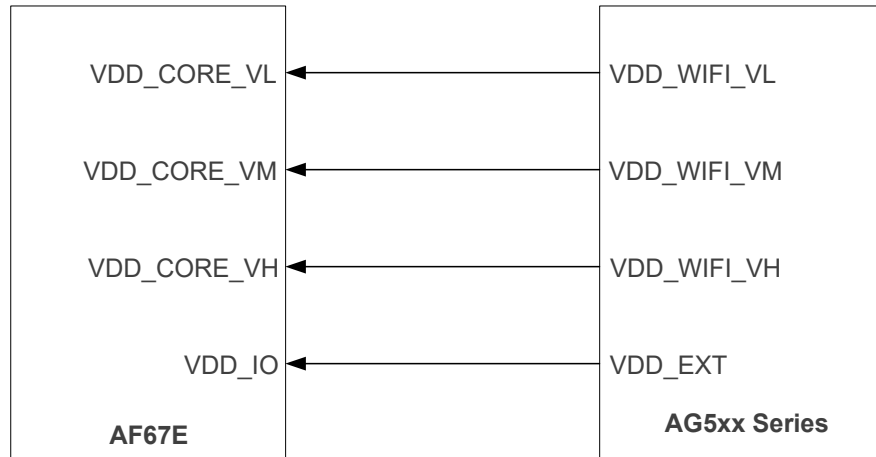 VDD_CORE_VL VDD_WIFI_VL
VDD_CORE_VM VDD_WIFI_VM
VDD_CORE_VH VDD_WIFI_VH
VDD_IO VDD_EXT
AF67E AG5xx Series